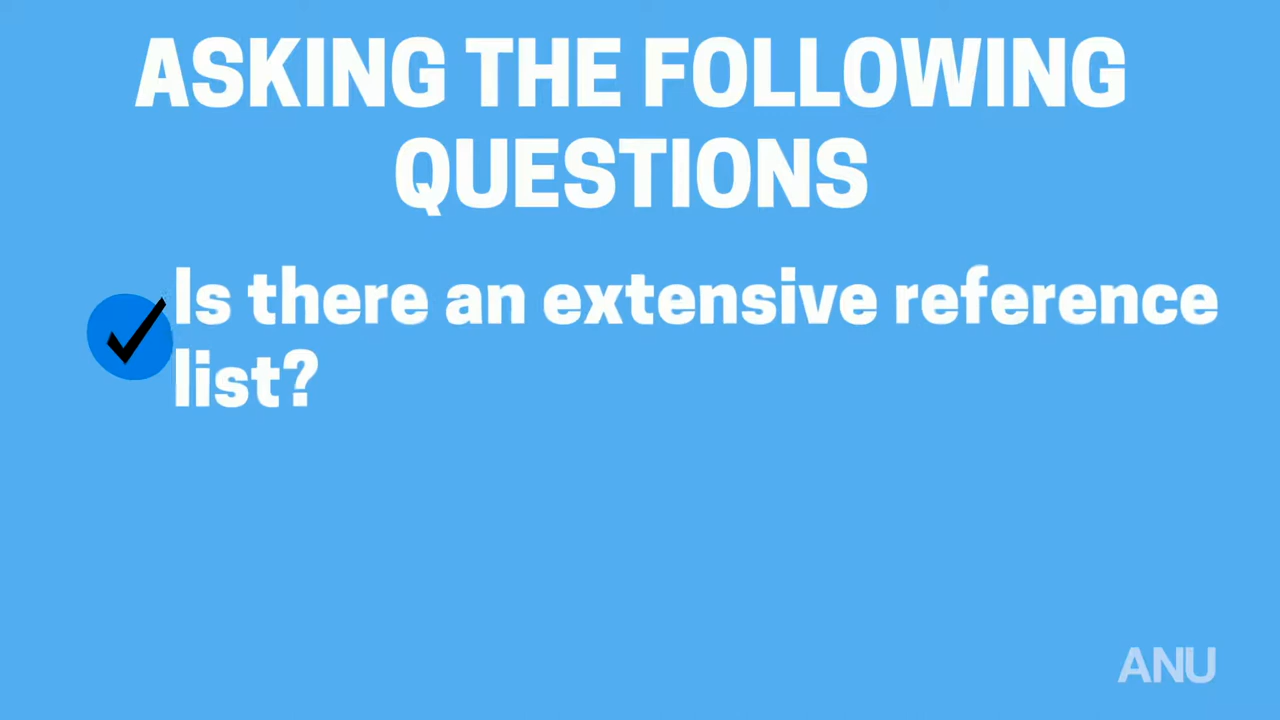 ASKING THE FOLLOWING
QUESTIONS
Is there an extensive reference
list?
ANU